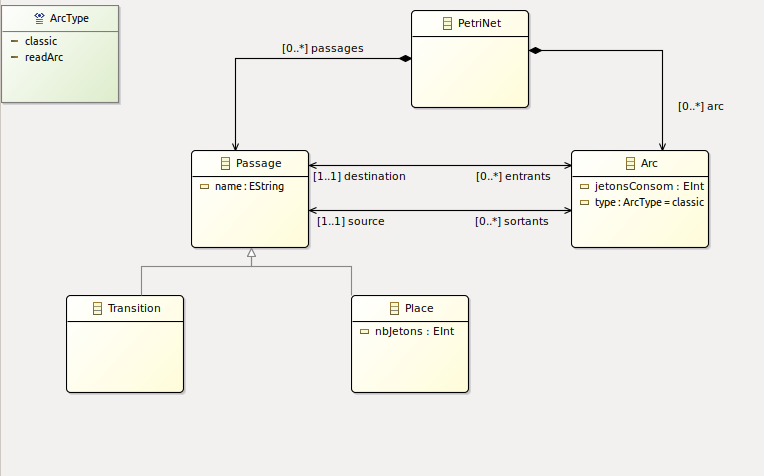 ArcType
classic
readArc
PetriNet
[0..*] passages
[0..*] arc
Passage
name : EString
Arc
jetonsConsom : EInt
type : ArcType = classic
[1..1] destination
[0..*] entrants
[1..1] source
[0..*] sortants
Transition
Place
nbJetons : EInt